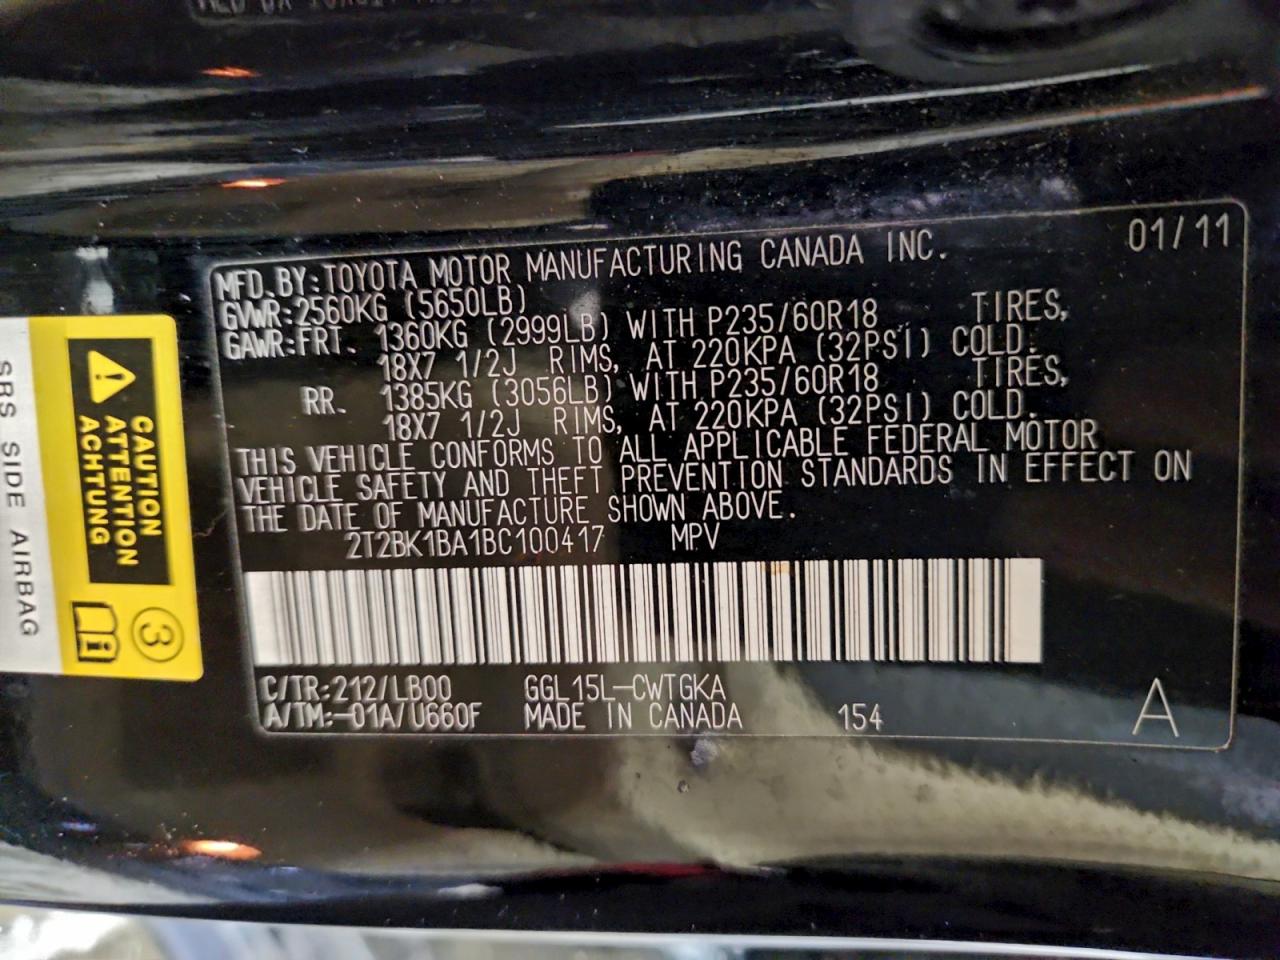 MFD. BY: TOYOTA MOTOR MANUFACTURING CANADA INC. 01/11
GVWR: 2560KG (5650LB)
GAWR: FRT. 1360KG (2999LB) WITH P235/60R18 TIRES,
18X7 1/2J RIMS, AT 220KPA (32PSI) COLD.
RR. 1385KG (3056LB) WITH P235/60R18 TIRES,
18X7 1/2J RIMS, AT 220KPA (32PSI) COLD.
THIS VEHICLE CONFORMS TO ALL APPLICABLE FEDERAL MOTOR
VEHICLE SAFETY AND THEFT PREVENTION STANDARDS IN EFFECT ON
THE DATE OF MANUFACTURE SHOWN ABOVE.
2T2BK1BA1BC100417 MPV
C/TR: 212/LB00 GGL15L-CWTGKA
A/TM: -01A/U660F MADE IN CANADA 154 A
CAUTION
ATTENTION
ACHTUNG
3
SRS SIDE AIRBAG